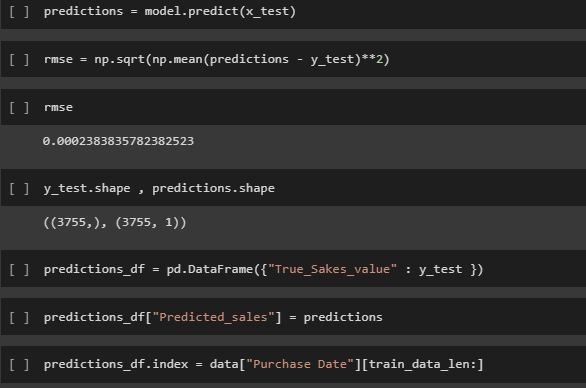 [ ] predictions = model.predict(x_test)
[ ] rmse = np.sqrt(np.mean(predictions - y_test)**2)
[ ] rmse
0.0002383835782382523
[ ] y_test.shape , predictions.shape
((3755,), (3755, 1))
[ ] predictions_df = pd.DataFrame({"True_Sakes_value" : y_test })
[ ] predictions_df["Predicted_sales"] = predictions
[ ] predictions_df.index = data["Purchase Date"][train_data_len:]